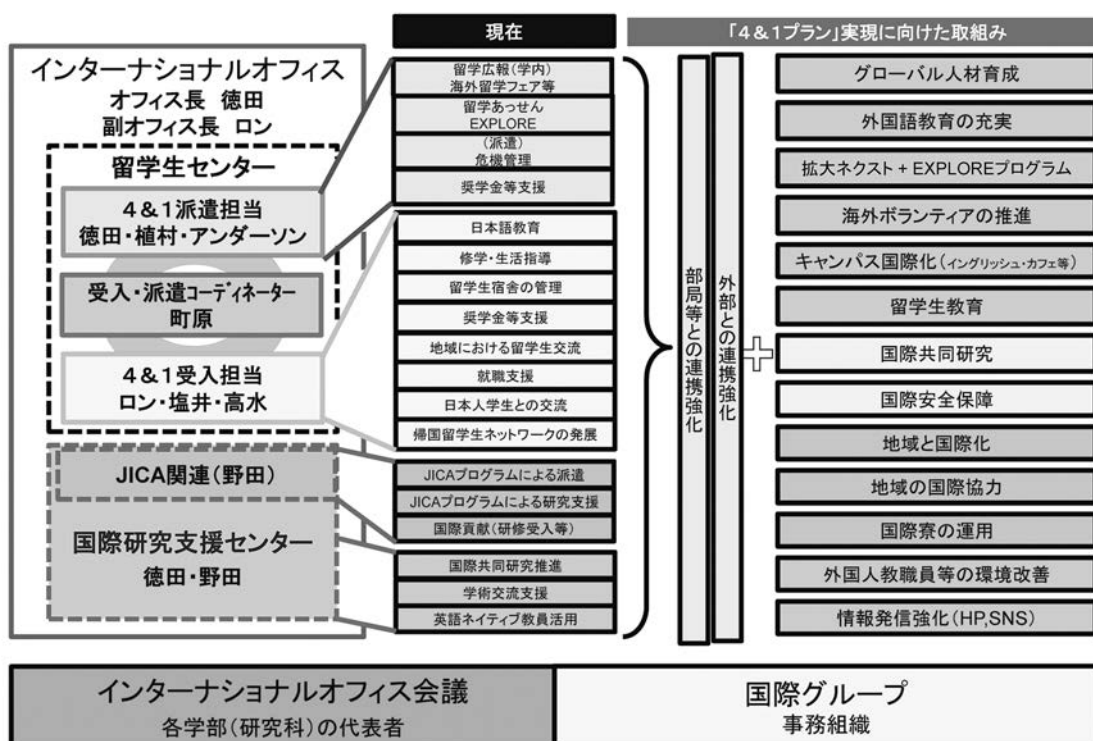 現在
「4&1プラン」実現に向けた取組み
インターナショナルオフィス
オフィス長 徳田
副オフィス長 ロン
留学生センター
4&1派遣担当
徳田・植村・アンダーソン
受入・派遣コーディネーター
町原
4&1受入担当
ロン・塩井・高水
JICA関連(野田)
国際研究支援センター
徳田・野田
留学広報(学内)
海外留学フェア等
留学あっせん
EXPLORE
(派遣)
危機管理
奨学金等支援
日本語教育
修学・生活指導
留学生宿舎の管理
奨学金等支援
地域における留学生交流
就職支援
日本人学生との交流
帰国留学生ネットワークの発展
JICAプログラムによる派遣
JICAプログラムによる研究支援
国際貢献(研修受入等)
国際共同研究推進
学術交流支援
英語ネイティブ教員活用
部局等との連携強化
外部との連携強化
グローバル人材育成
外国語教育の充実
拡大ネクスト + EXPLOREプログラム
海外ボランティアの推進
キャンパス国際化(イングリッシュ・カフェ等)
留学生教育
国際共同研究
国際安全保障
地域と国際化
地域の国際協力
国際寮の運用
外国人教職員等の環境改善
情報発信強化(HP,SNS)
インターナショナルオフィス会議
各学部(研究科)の代表者
国際グループ
事務組織